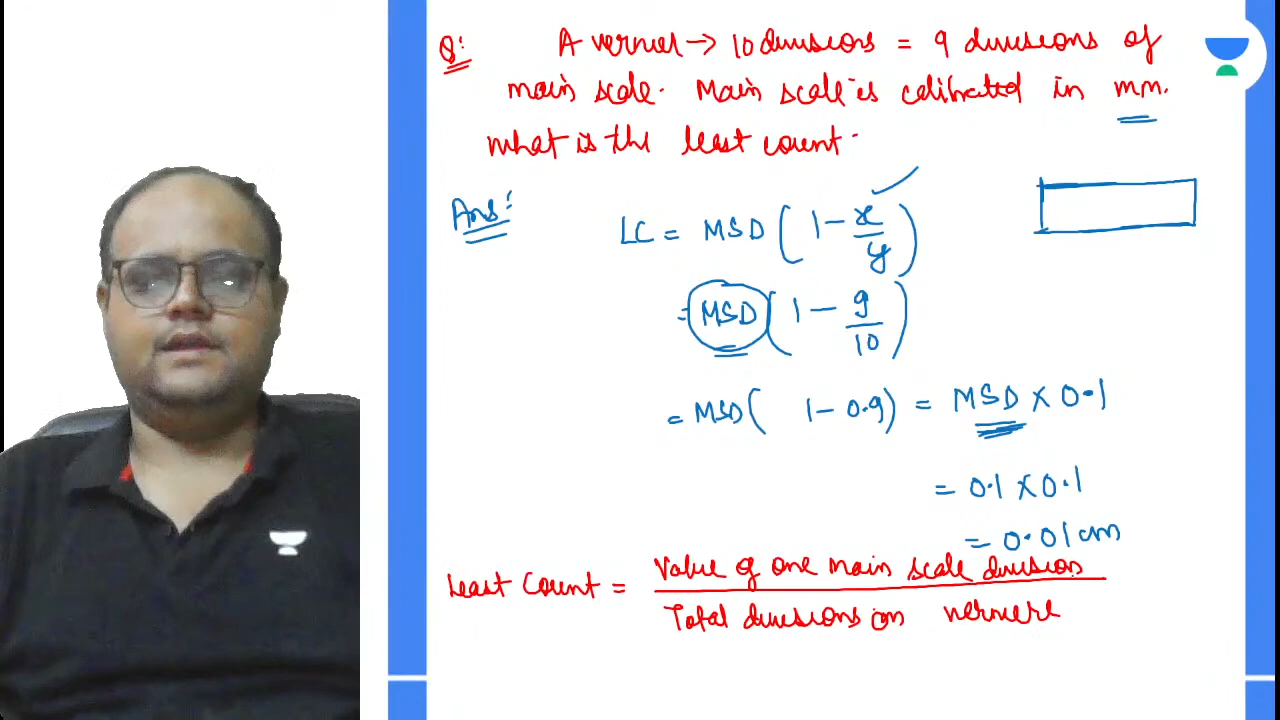 Q: A vernier → 10 divisions = 9 divisions of
main scale. Main scale is calibrated in mm.
what is the least count.
Ans: LC = MSD ( 1 - x/y )
= MSD ( 1 - 9/10 )
= MSD ( 1 - 0.9 ) = MSD × 0.1
= 0.1 × 0.1
= 0.01 cm
Least Count = Value of one main scale division
Total divisions on verniere